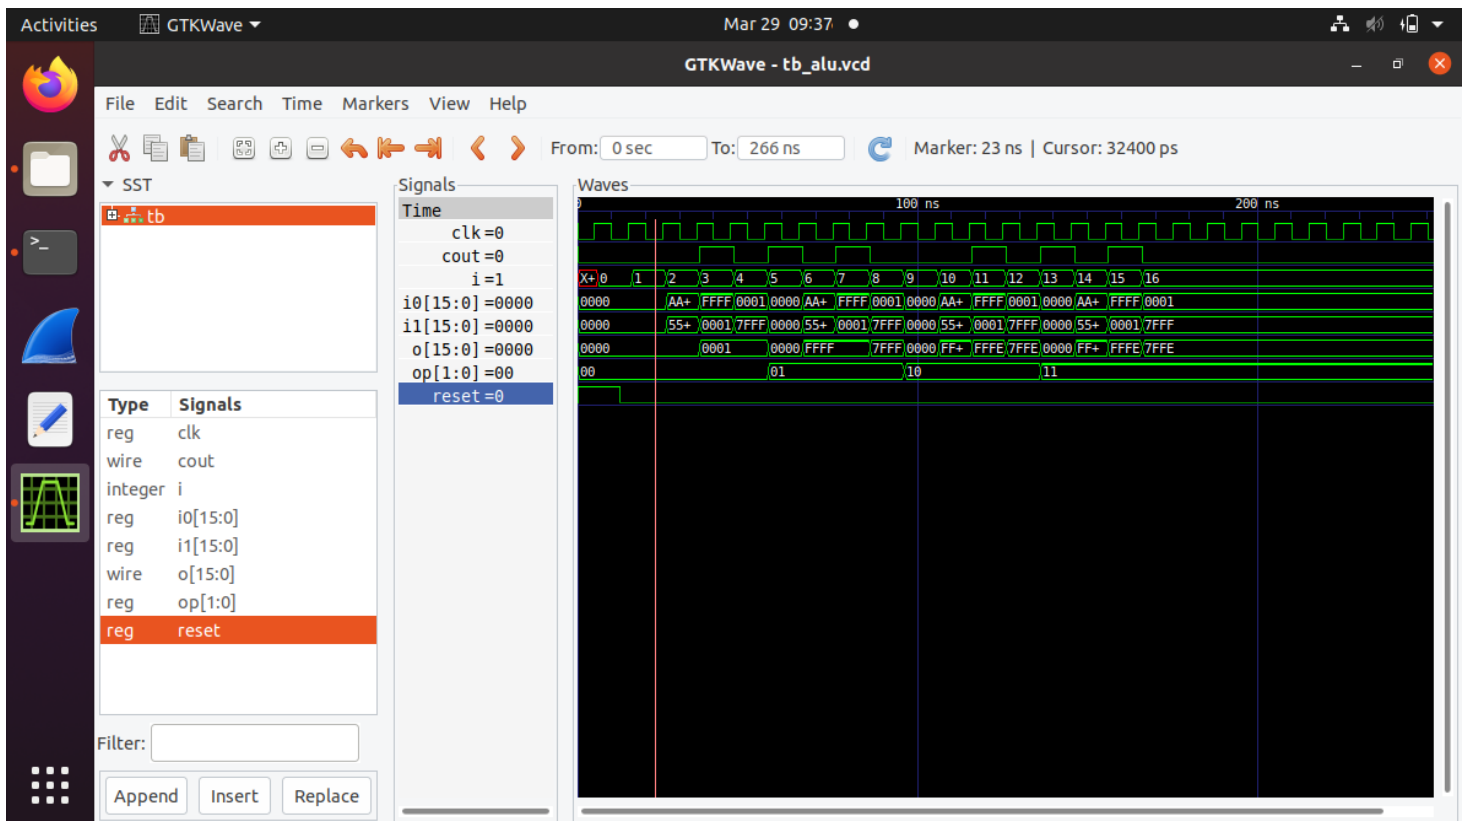 Activities GTKWave Mar 29 09:37
GTKWave - tb_alu.vcd
File Edit Search Time Markers View Help
From: 0 sec To: 266 ns Marker: 23 ns | Cursor: 32400 ps
SST
tb
Type Signals
reg clk
wire cout
integer i
reg i0[15:0]
reg i1[15:0]
wire o[15:0]
reg op[1:0]
reg reset
Filter:
Append Insert Replace
Signals
Time
clk=0
cout=0
i=1
i0[15:0]=0000
i1[15:0]=0000
o[15:0]=0000
op[1:0]=00
reset=0
Waves
0 100 ns 200 ns
X+ 0 1 2 3 4 5 6 7 8 9 10 11 12 13 14 15 16
0000 AA+ FFFF 0001 0000 AA+ FFFF 0001 0000 AA+ FFFF 0001 0000 AA+ FFFF 0001
0000 55+ 0001 7FFF 0000 55+ 0001 7FFF 0000 55+ 0001 7FFF 0000 55+ 0001 7FFF
0000 0001 0000 FFFF 7FFF 0000 FF+ FFFE 7FFE 0000 FF+ FFFE 7FFE
00 01 10 11